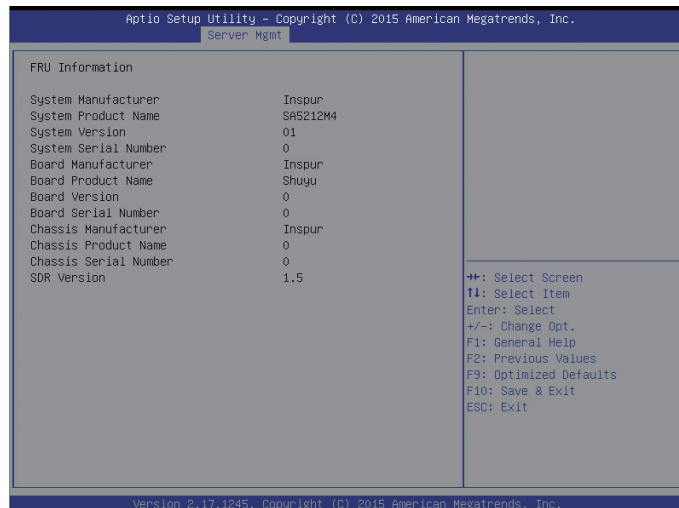 Aptio Setup Utility – Copyright (C) 2015 American Megatrends, Inc.
Server Mgmt
FRU Information
System Manufacturer Inspur
System Product Name SA5212M4
System Version 01
System Serial Number 0
Board Manufacturer Inspur
Board Product Name Shuyu
Board Version 0
Board Serial Number 0
Chassis Manufacturer Inspur
Chassis Product Name 0
Chassis Serial Number 0
SDR Version 1.5
→←: Select Screen
↑↓: Select Item
Enter: Select
+/-: Change Opt.
F1: General Help
F2: Previous Values
F9: Optimized Defaults
F10: Save & Exit
ESC: Exit
Version 2.17.1245. Copyright (C) 2015 American Megatrends, Inc.